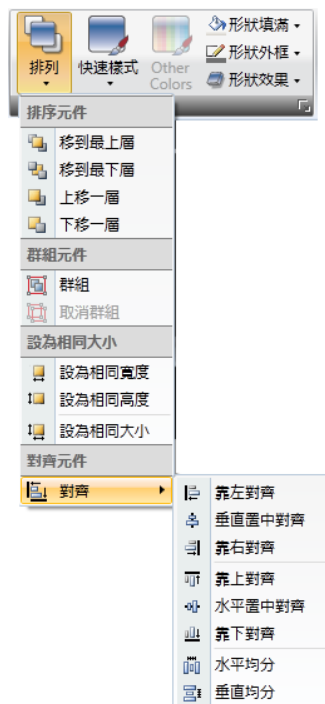 排列
快速樣式
Other
Colors
形狀填滿
形狀外框
形狀效果
排序元件
移到最上層
移到最下層
上移一層
下移一層
群組元件
群組
取消群組
設為相同大小
設為相同寬度
設為相同高度
設為相同大小
對齊元件
對齊
靠左對齊
垂直置中對齊
靠右對齊
靠上對齊
水平置中對齊
靠下對齊
水平均分
垂直均分